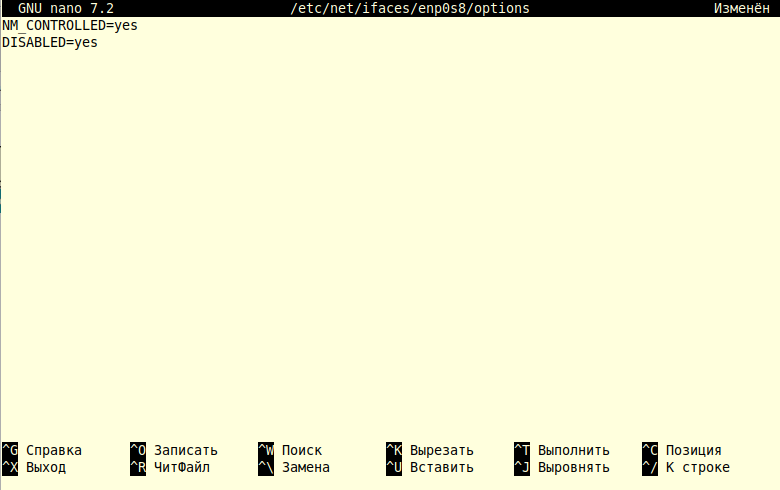 GNU nano 7.2 /etc/net/ifaces/enp0s8/options Изменён
NM_CONTROLLED=yes
DISABLED=yes
^G Справка ^O Записать ^W Поиск ^K Вырезать ^T Выполнить ^C Позиция
^X Выход ^R ЧитФайл ^\ Замена ^U Вставить ^J Выровнять ^/ К строке